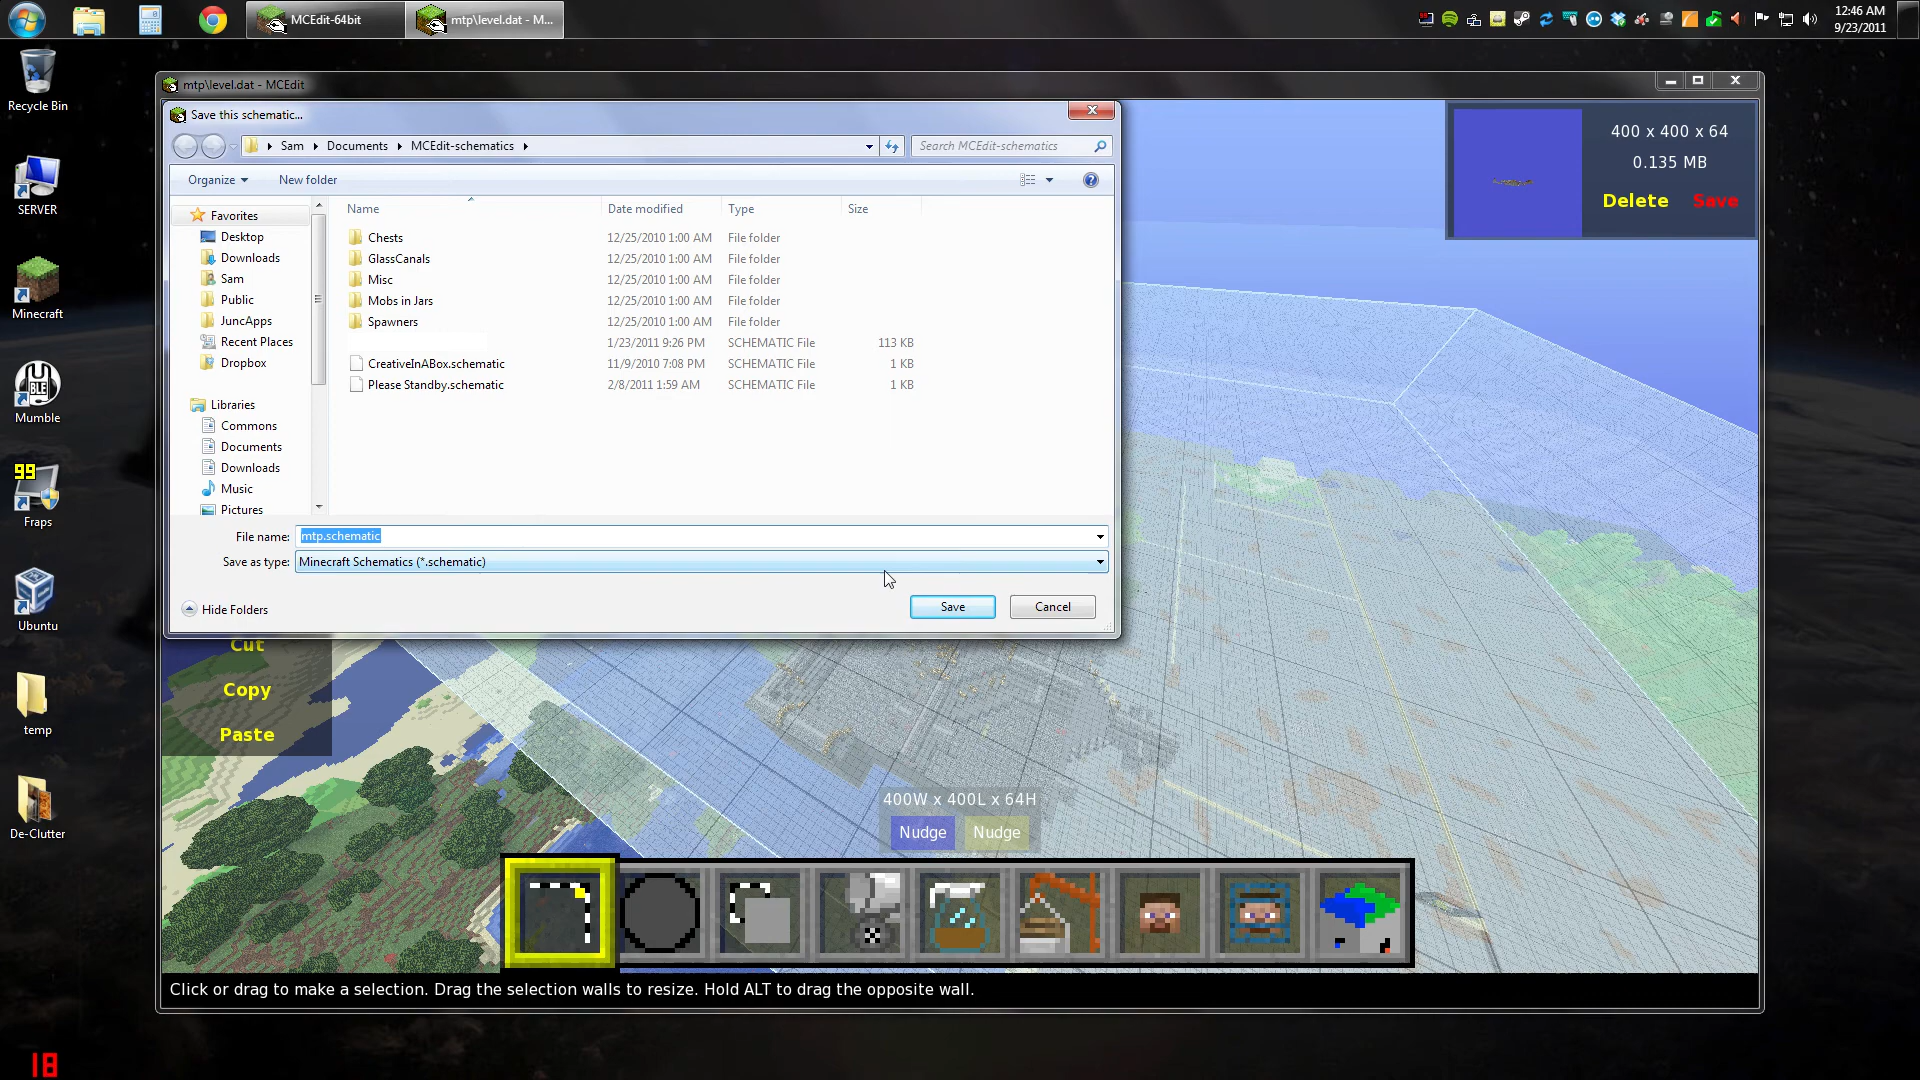 MCEdit-64bit
mtp\level.dat - M...
12:46 AM
9/23/2011
Recycle Bin
SERVER
Minecraft
Mumble
99
Fraps
Ubuntu
temp
De-Clutter
18
mtp\level.dat - MCEdit
Save this schematic...
Sam
Documents
MCEdit-schematics
Search MCEdit-schematics
Organize
New folder
Name
Date modified
Type
Size
Favorites
Desktop
Downloads
Sam
Public
JuncApps
Recent Places
Dropbox
Libraries
Commons
Documents
Downloads
Music
Pictures
Chests 12/25/2010 1:00 AM File folder
GlassCanals 12/25/2010 1:00 AM File folder
Misc 12/25/2010 1:00 AM File folder
Mobs in Jars 12/25/2010 1:00 AM File folder
Spawners 12/25/2010 1:00 AM File folder
1/23/2011 9:26 PM SCHEMATIC File 113 KB
CreativeInABox.schematic 11/9/2010 7:08 PM SCHEMATIC File 1 KB
Please Standby.schematic 2/8/2011 1:59 AM SCHEMATIC File 1 KB
File name: mtp.schematic
Save as type: Minecraft Schematics (*.schematic)
Hide Folders
Save
Cancel
400 x 400 x 64
0.135 MB
Delete Save
Cut
Copy
Paste
400W x 400L x 64H
Nudge Nudge
Click or drag to make a selection. Drag the selection walls to resize. Hold ALT to drag the opposite wall.